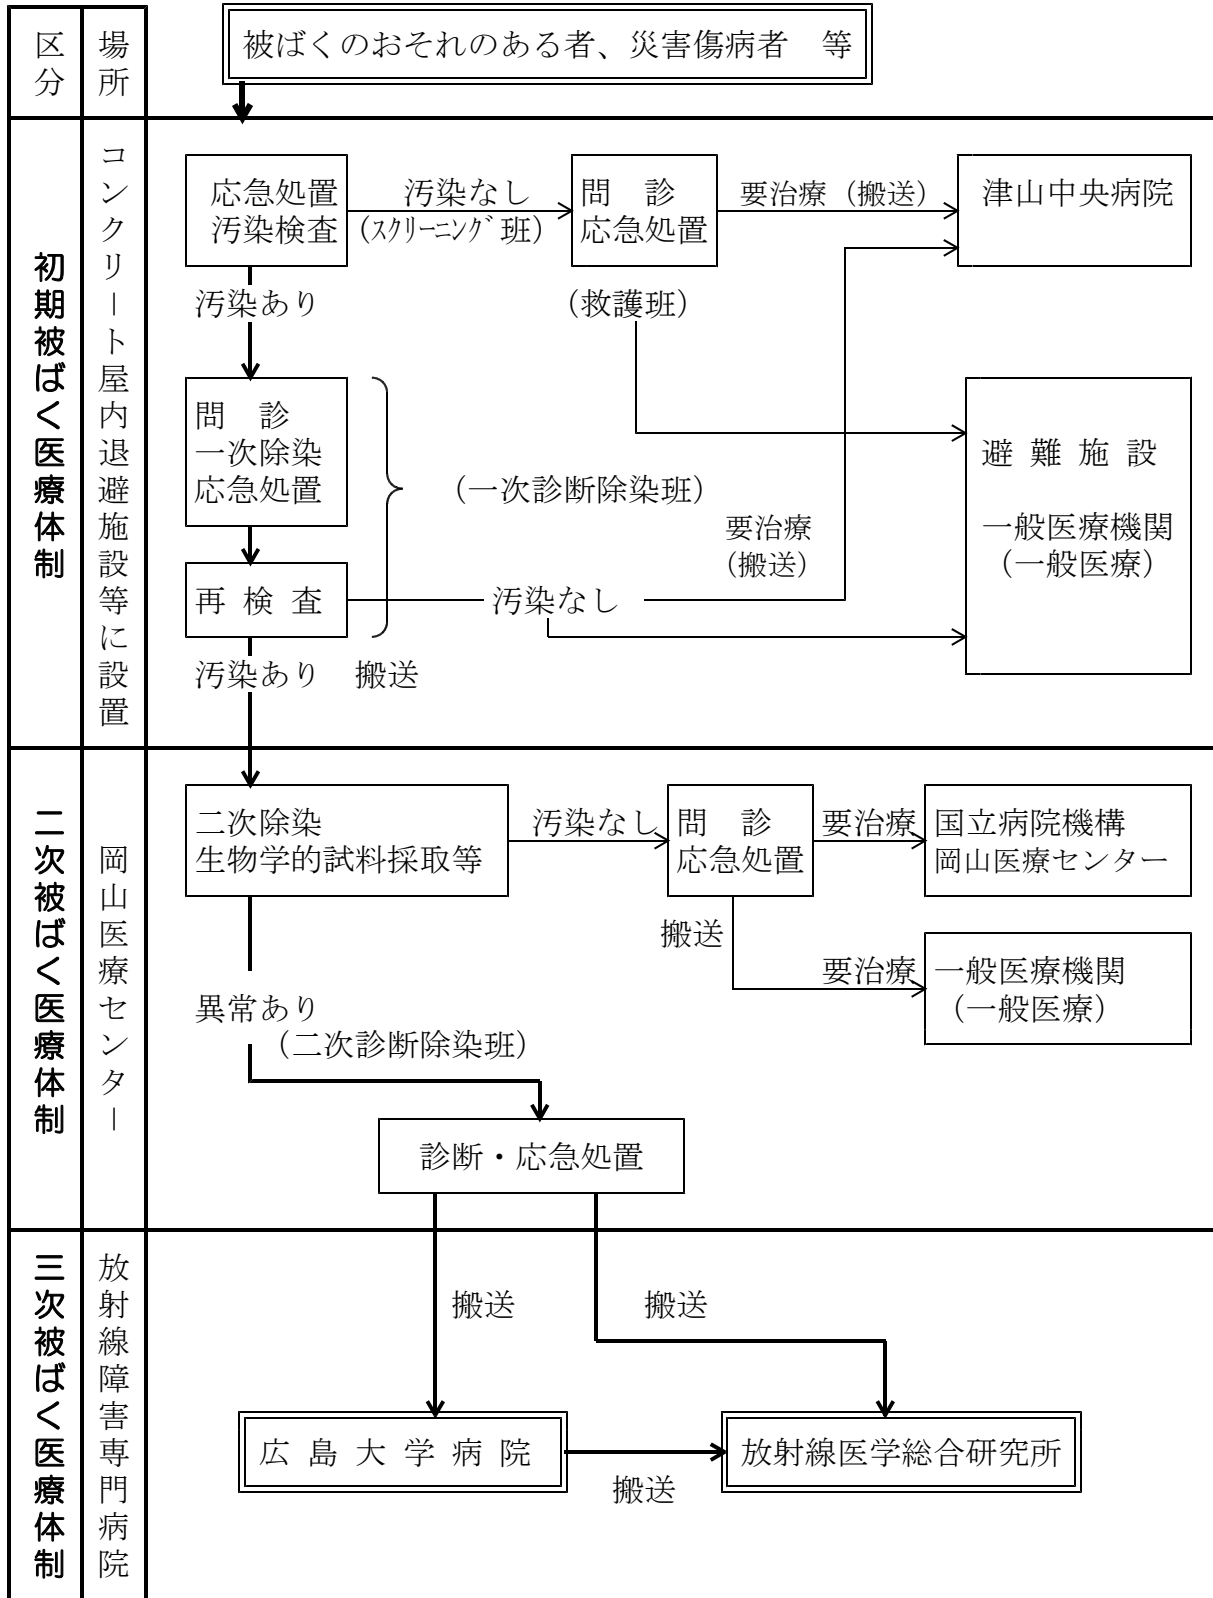 区分
場所
被ばくのおそれのある者、災害傷病者　等
初期被ばく医療体制
コンクリート屋内退避施設等に設置
応急処置
汚染検査
汚染なし
（ｽｸﾘｰﾆﾝｸﾞ班）
問　診
応急処置
要治療（搬送）
津山中央病院
汚染あり
（救護班）
問　診
一次除染
応急処置
（一次診断除染班）
避 難 施 設
一般医療機関
（一般医療）
要治療
（搬送）
再 検 査
汚染なし
汚染あり　搬送
二次被ばく医療体制
岡山医療センター
二次除染
生物学的試料採取等
汚染なし
問　診
応急処置
要治療
国立病院機構
岡山医療センター
搬送
要治療
一般医療機関
（一般医療）
異常あり
（二次診断除染班）
診断・応急処置
三次被ばく医療体制
放射線障害専門病院
搬送
搬送
広 島 大 学 病 院
放射線医学総合研究所
搬送